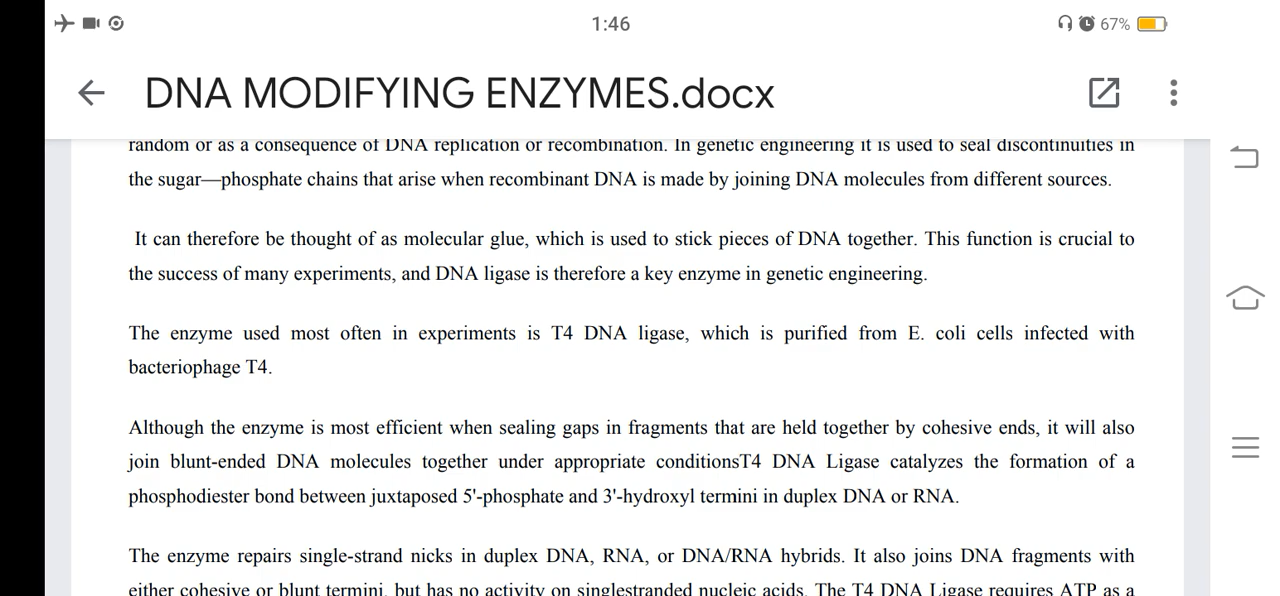 1:46
67%
DNA MODIFYING ENZYMES.docx
random or as a consequence of DNA replication or recombination. In genetic engineering it is used to seal discontinuities in
the sugar—phosphate chains that arise when recombinant DNA is made by joining DNA molecules from different sources.
It can therefore be thought of as molecular glue, which is used to stick pieces of DNA together. This function is crucial to
the success of many experiments, and DNA ligase is therefore a key enzyme in genetic engineering.
The enzyme used most often in experiments is T4 DNA ligase, which is purified from E. coli cells infected with
bacteriophage T4.
Although the enzyme is most efficient when sealing gaps in fragments that are held together by cohesive ends, it will also
join blunt-ended DNA molecules together under appropriate conditionsT4 DNA Ligase catalyzes the formation of a
phosphodiester bond between juxtaposed 5'-phosphate and 3'-hydroxyl termini in duplex DNA or RNA.
The enzyme repairs single-strand nicks in duplex DNA, RNA, or DNA/RNA hybrids. It also joins DNA fragments with
either cohesive or blunt termini, but has no activity on singlestranded nucleic acids. The T4 DNA Ligase requires ATP as a